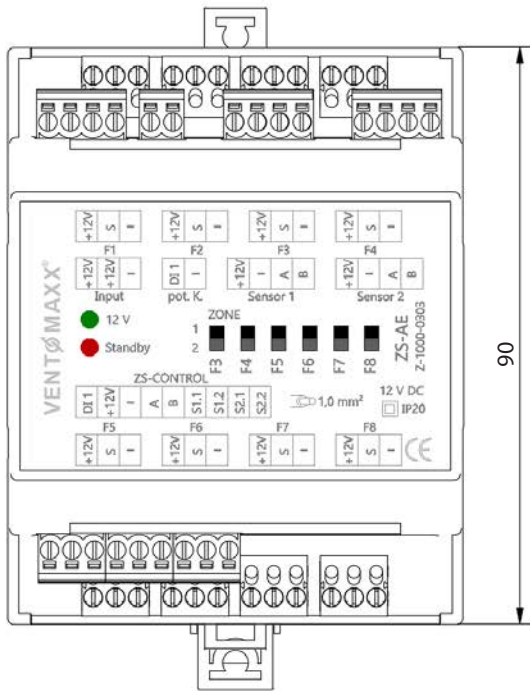 +12V S I +12V S I +12V S I +12V S I
F1 F2 F3 F4
+12V +12V I DI 1 I +12V I A B +12V I A B
Input pot. K. Sensor 1 Sensor 2
VENTØMAXX®
12 V
Standby
ZONE
1
2
F3 F4 F5 F6 F7 F8
ZS-AE
Z-1000-0303
ZS-CONTROL
DI 1 +12V I A B S1.1 S1.2 S2.1 S2.2
1,0 mm²
12 V DC
IP20
F5 F6 F7 F8
+12V S I +12V S I +12V S I +12V S I
CE
90